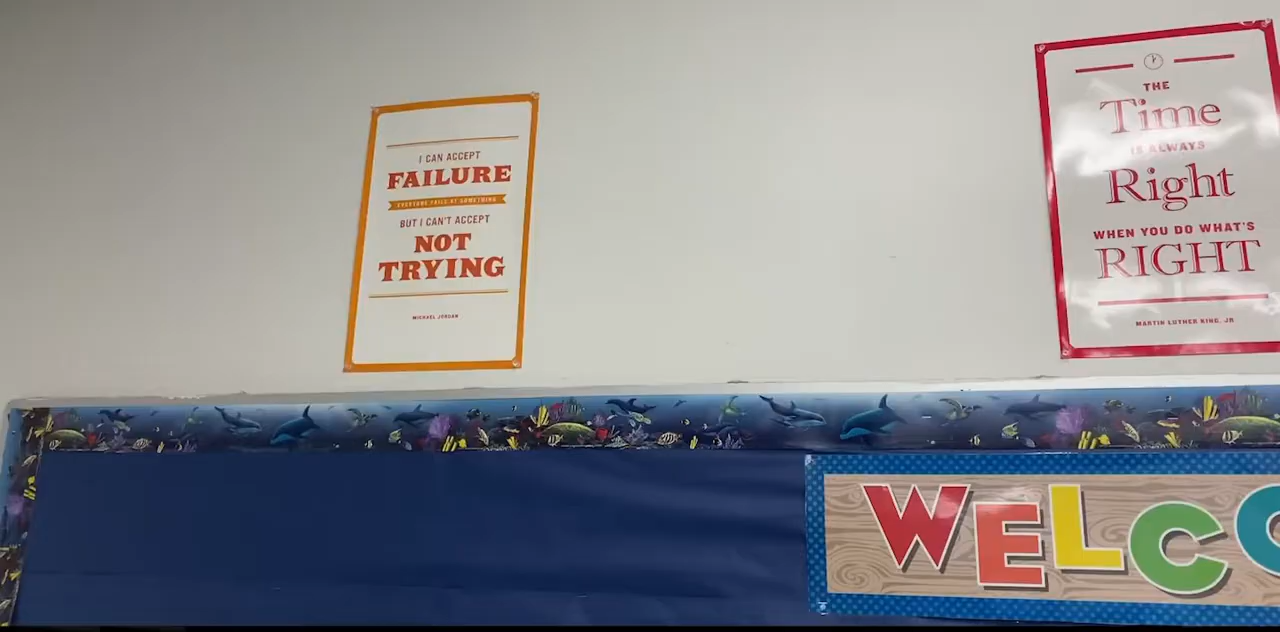 I CAN ACCEPT
FAILURE
EVERYONE FAILS AT SOMETHING
BUT I CAN'T ACCEPT
NOT
TRYING
MICHAEL JORDAN
THE
Time
IS ALWAYS
Right
WHEN YOU DO WHAT'S
RIGHT
MARTIN LUTHER KING, JR
WELCO